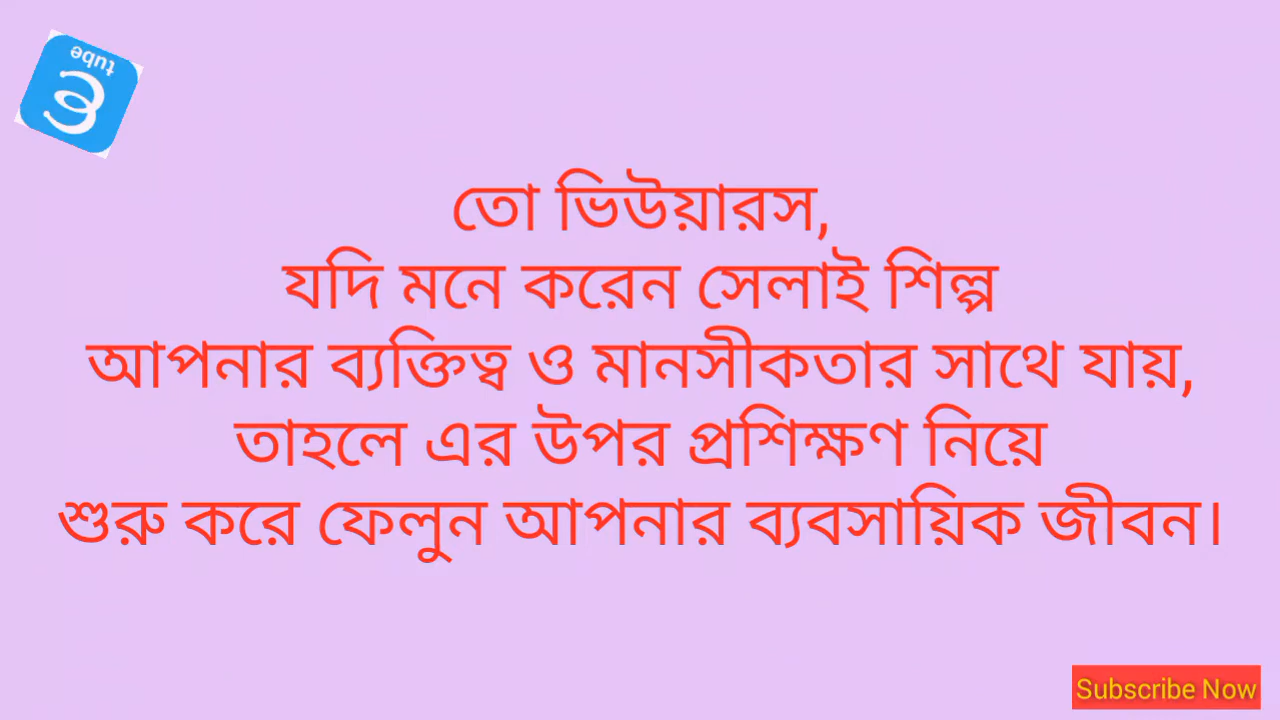 tube
তো ভিউয়ারস,
যদি মনে করেন সেলাই শিল্প
আপনার ব্যক্তিত্ব ও মানসীকতার সাথে যায়,
তাহলে এর উপর প্রশিক্ষণ নিয়ে
শুরু করে ফেলুন আপনার ব্যবসায়িক জীবন।
Subscribe Now